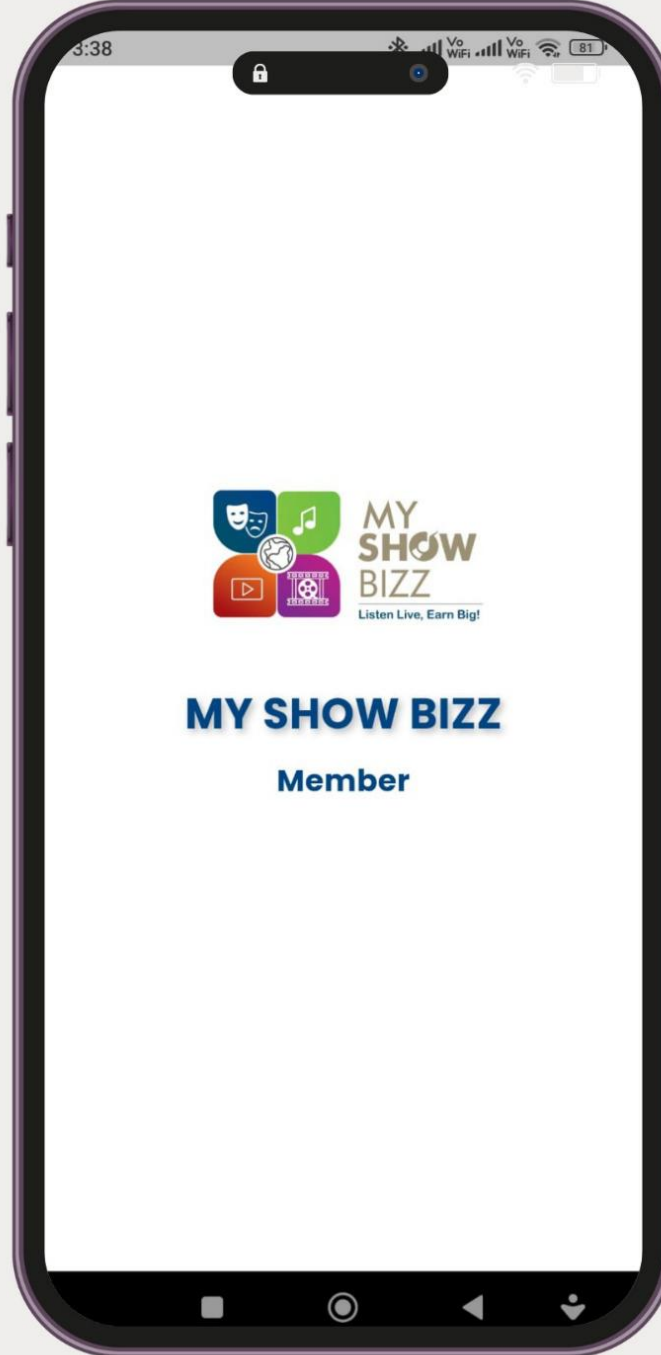 3:38
Vo WiFi Vo WiFi 81
MY
SHOW
BIZZ
Listen Live, Earn Big!
MY SHOW BIZZ
Member